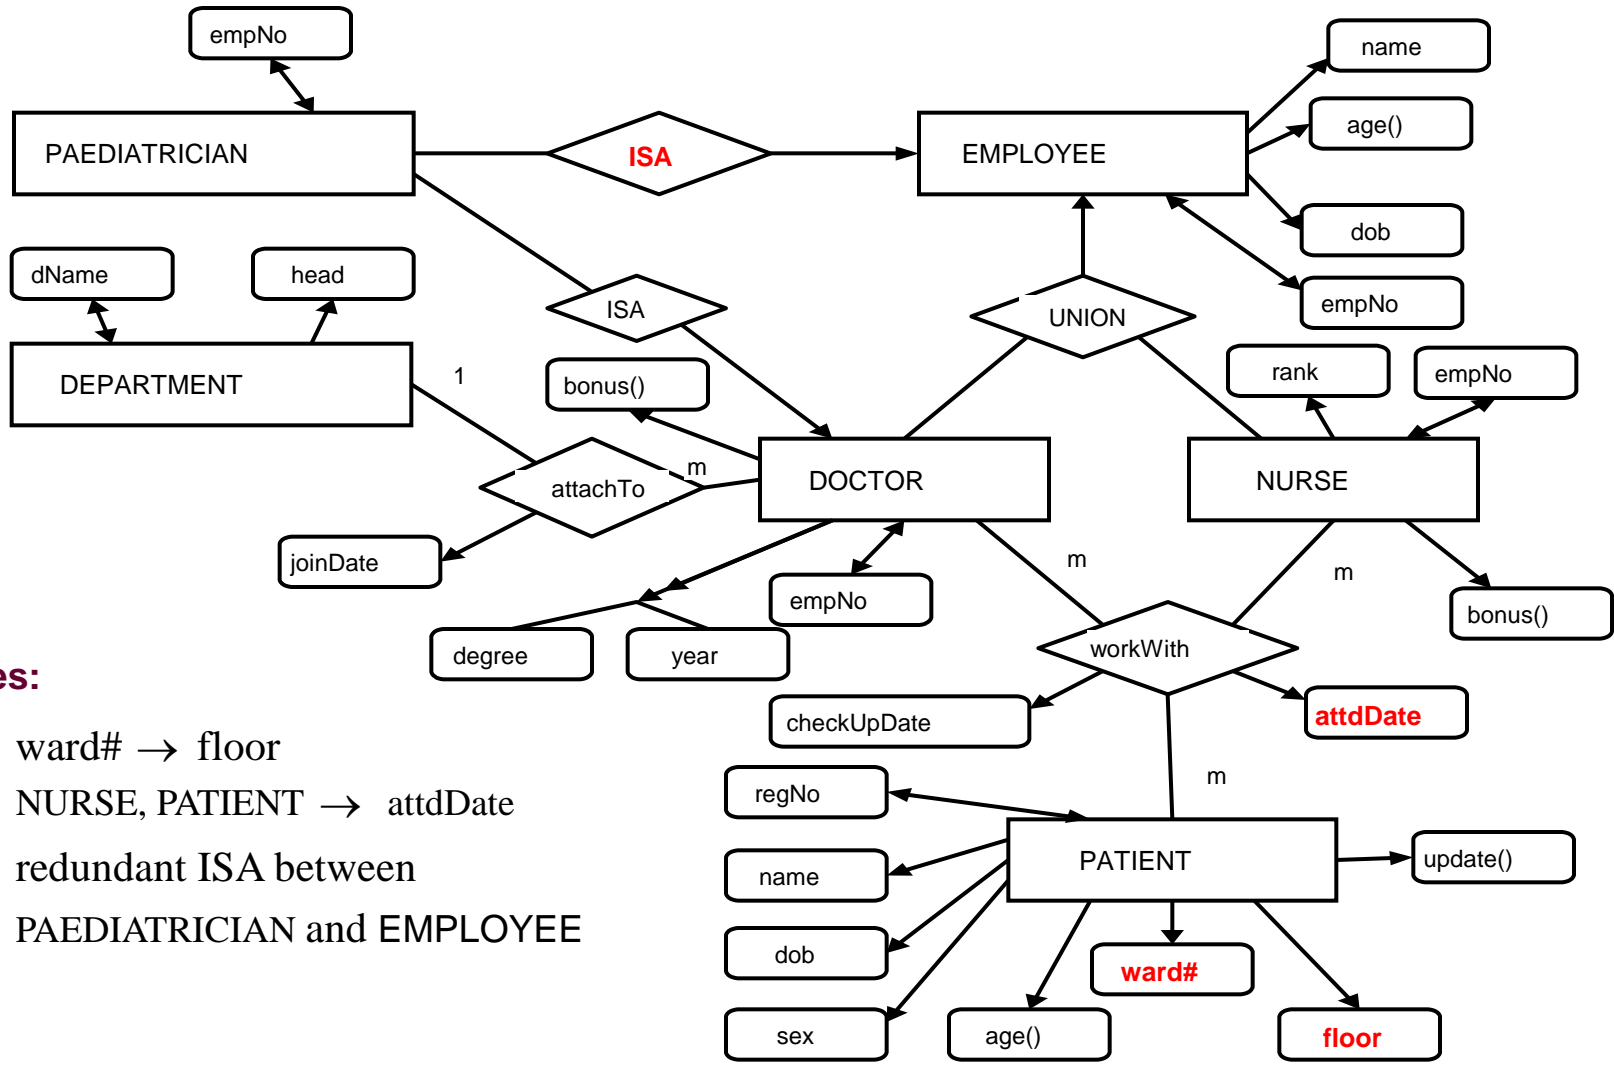 empNo
name
age()
PAEDIATRICIAN
ISA
EMPLOYEE
dob
dName
head
empNo
ISA
UNION
DEPARTMENT
1
bonus()
rank
empNo
m
attachTo
DOCTOR
NURSE
joinDate
m
m
empNo
bonus()
degree
year
workWith
es:
checkUpDate
attdDate
ward# → floor
m
regNo
NURSE, PATIENT → attdDate
redundant ISA between
PATIENT
update()
name
PAEDIATRICIAN and EMPLOYEE
dob
ward#
sex
age()
floor